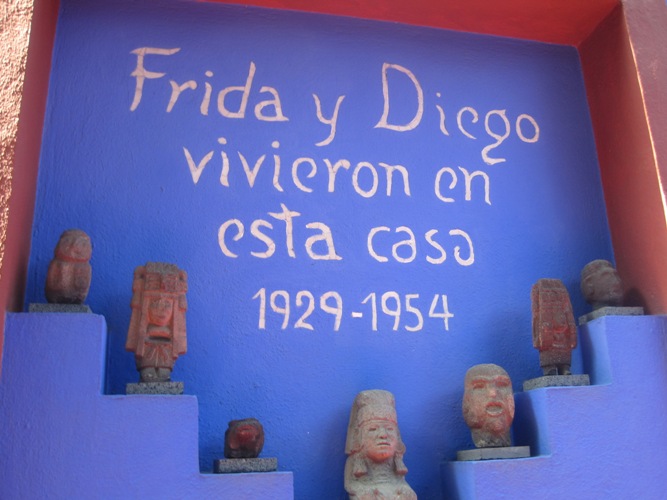 Frida y Diego
vivieron en
esta casa
1929-1954